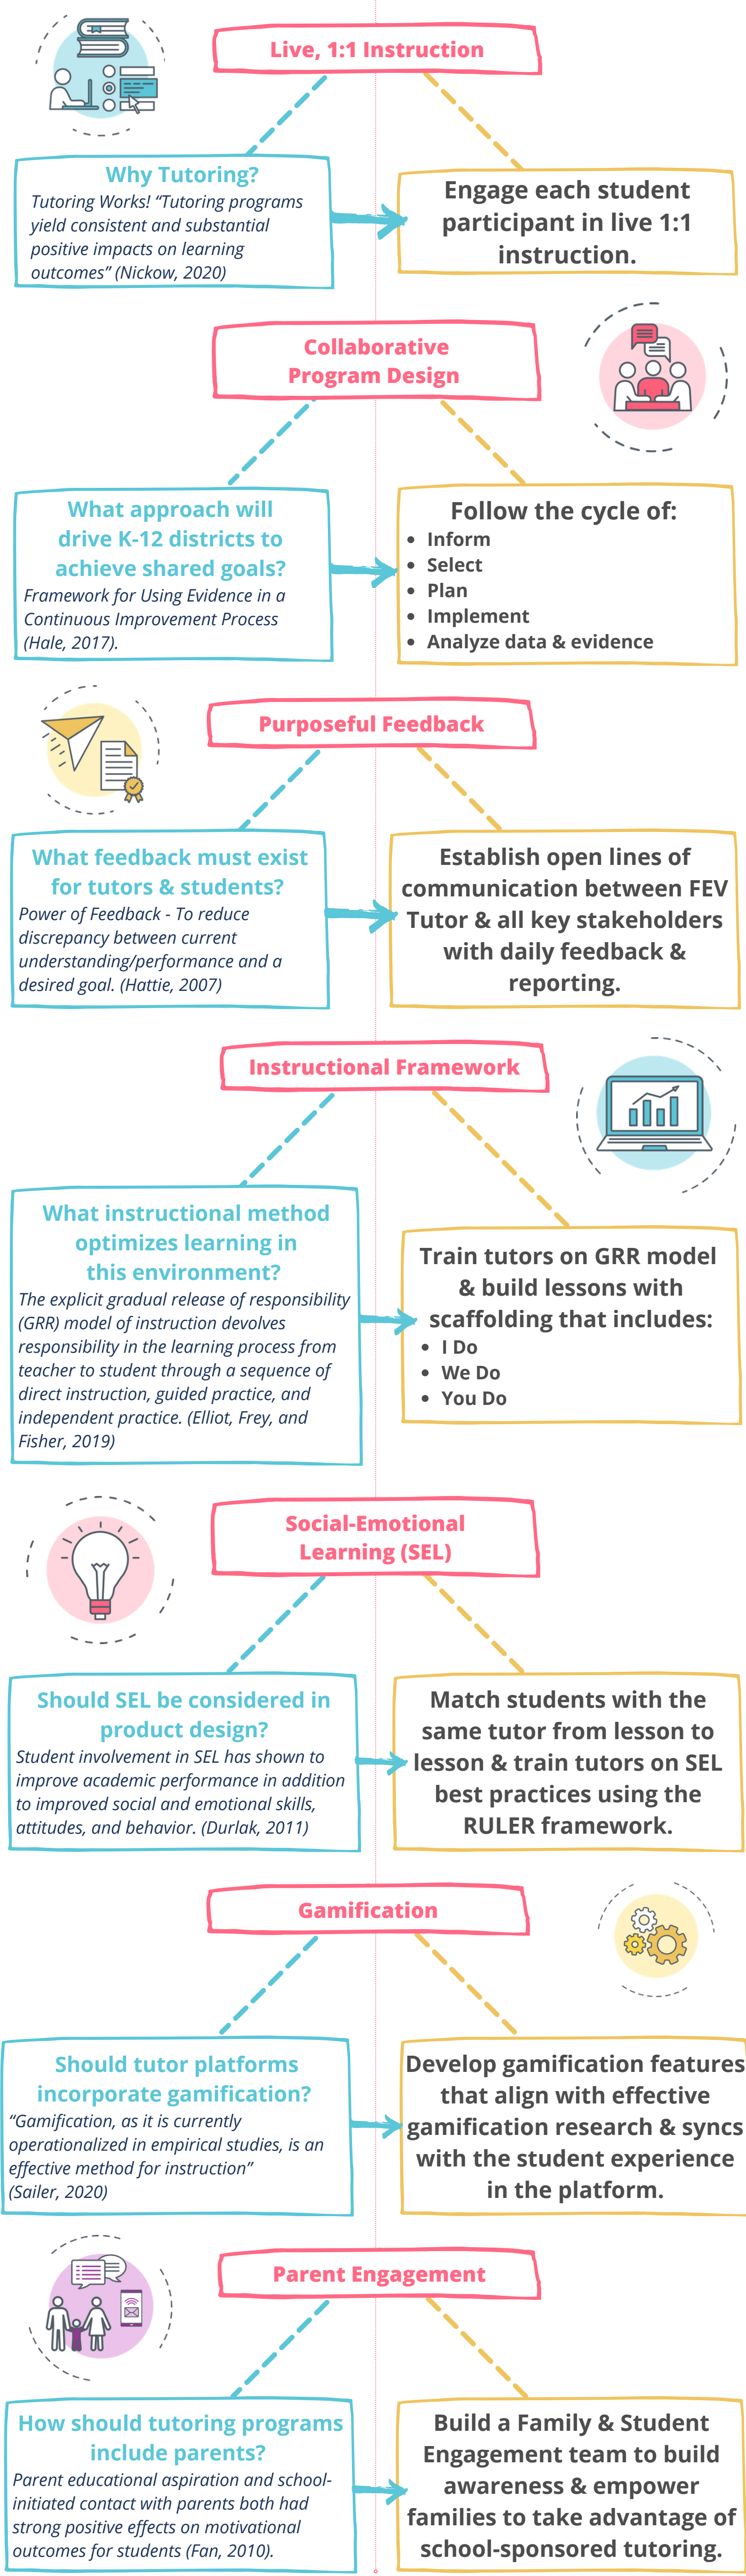 Live, 1:1 Instruction
Why Tutoring?
Tutoring Works! “Tutoring programs
yield consistent and substantial
positive impacts on learning
outcomes” (Nickow, 2020)
Engage each student
participant in live 1:1
instruction.
Collaborative
Program Design
What approach will
drive K-12 districts to
achieve shared goals?
Framework for Using Evidence in a
Continuous Improvement Process
(Hale, 2017).
Follow the cycle of:
• Inform
• Select
• Plan
• Implement
• Analyze data & evidence
Purposeful Feedback
What feedback must exist
for tutors & students?
Power of Feedback - To reduce
discrepancy between current
understanding/performance and a
desired goal. (Hattie, 2007)
Establish open lines of
communication between FEV
Tutor & all key stakeholders
with daily feedback &
reporting.
Instructional Framework
What instructional method
optimizes learning in
this environment?
The explicit gradual release of responsibility
(GRR) model of instruction devolves
responsibility in the learning process from
teacher to student through a sequence of
direct instruction, guided practice, and
independent practice. (Elliot, Frey, and
Fisher, 2019)
Train tutors on GRR model
& build lessons with
scaffolding that includes:
• I Do
• We Do
• You Do
Social-Emotional
Learning (SEL)
Should SEL be considered in
product design?
Student involvement in SEL has shown to
improve academic performance in addition
to improved social and emotional skills,
attitudes, and behavior. (Durlak, 2011)
Match students with the
same tutor from lesson to
lesson & train tutors on SEL
best practices using the
RULER framework.
Gamification
Should tutor platforms
incorporate gamification?
“Gamification, as it is currently
operationalized in empirical studies, is an
effective method for instruction”
(Sailer, 2020)
Develop gamification features
that align with effective
gamification research & syncs
with the student experience
in the platform.
Parent Engagement
How should tutoring programs
include parents?
Parent educational aspiration and school-
initiated contact with parents both had
strong positive effects on motivational
outcomes for students (Fan, 2010).
Build a Family & Student
Engagement team to build
awareness & empower
families to take advantage of
school-sponsored tutoring.